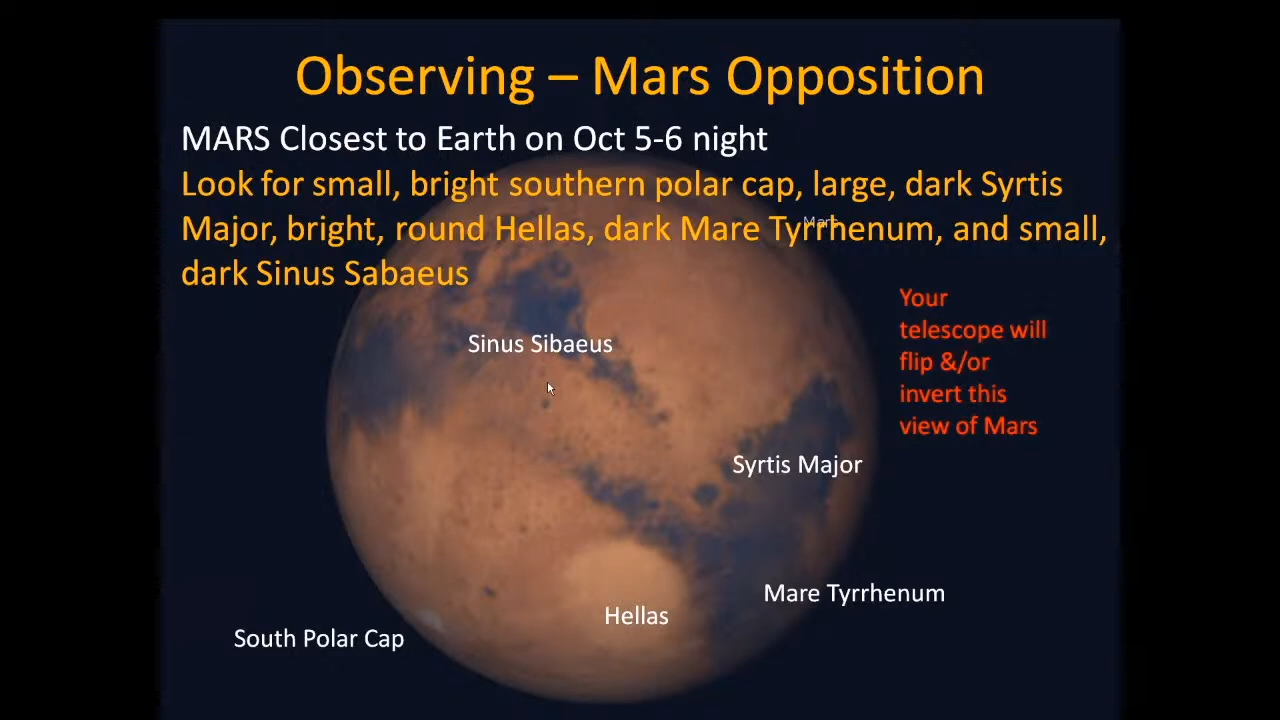 Observing – Mars Opposition
MARS Closest to Earth on Oct 5-6 night
Look for small, bright southern polar cap, large, dark Syrtis
Major, bright, round Hellas, dark Mare Tyrrhenum, and small,
dark Sinus Sabaeus
Mars
Your
telescope will
flip &/or
invert this
view of Mars
Sinus Sibaeus
Syrtis Major
Mare Tyrrhenum
Hellas
South Polar Cap